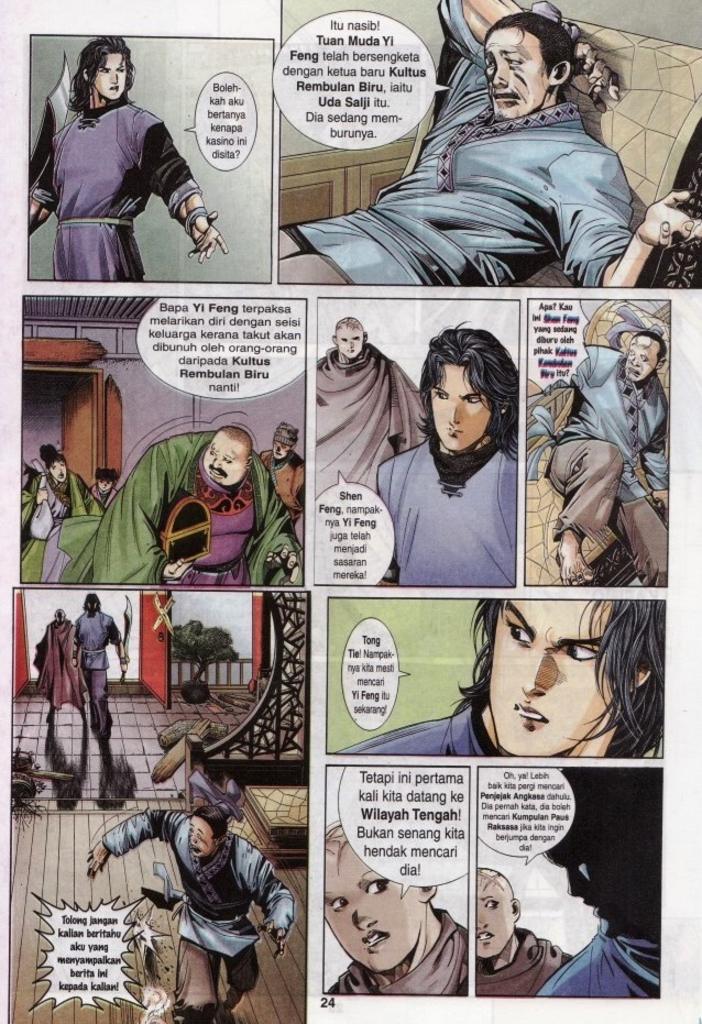 Boleh-
kah aku
bertanya
kenapa
kasino ini
disita?
Itu nasib!
Tuan Muda Yi
Feng telah bersengketa
dengan ketua baru Kultus
Rembulan Biru, iaitu
Uda Salji itu.
Dia sedang mem-
burunya.
Bapa Yi Feng terpaksa
melarikan diri dengan seisi
keluarga kerana takut akan
dibunuh oleh orang-orang
daripada Kultus
Rembulan Biru
nanti!
Shen
Feng, nampak-
nya Yi Feng
juga telah
menjadi
sasaran
mereka!
Apa? Kau
ini Shen Feng
yang sedang
diburu oleh
pihak Kultus
Rembulan
Biru itu?
8
Tolong jangan
kalian beritahu
aku yang
menyampaikan
berita ini
kepada kalian!
Tong
Tie! Nampak-
nya kita mesti
mencari
Yi Feng itu
sekarang!
Tetapi ini pertama
kali kita datang ke
Wilayah Tengah!
Bukan senang kita
hendak mencari
dia!
Oh, ya! Lebih
baik kita pergi mencari
Penjejak Angkasa dahulu.
Dia pernah kata, dia boleh
mencari Kumpulan Paus
Raksasa jika kita ingin
berjumpa dengan
dia!
24